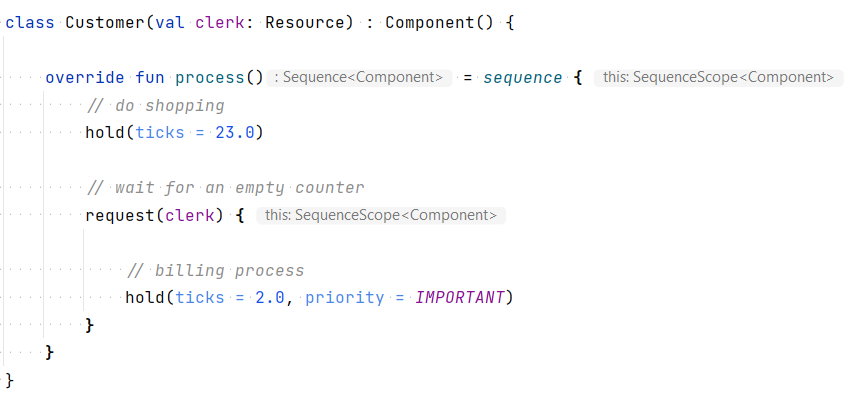 class Customer(val clerk: Resource) : Component() {
override fun process() : Sequence<Component> = sequence { this: SequenceScope<Component>
// do shopping
hold(ticks = 23.0)
// wait for an empty counter
request(clerk) { this: SequenceScope<Component>
// billing process
hold(ticks = 2.0, priority = IMPORTANT)
}
}
}